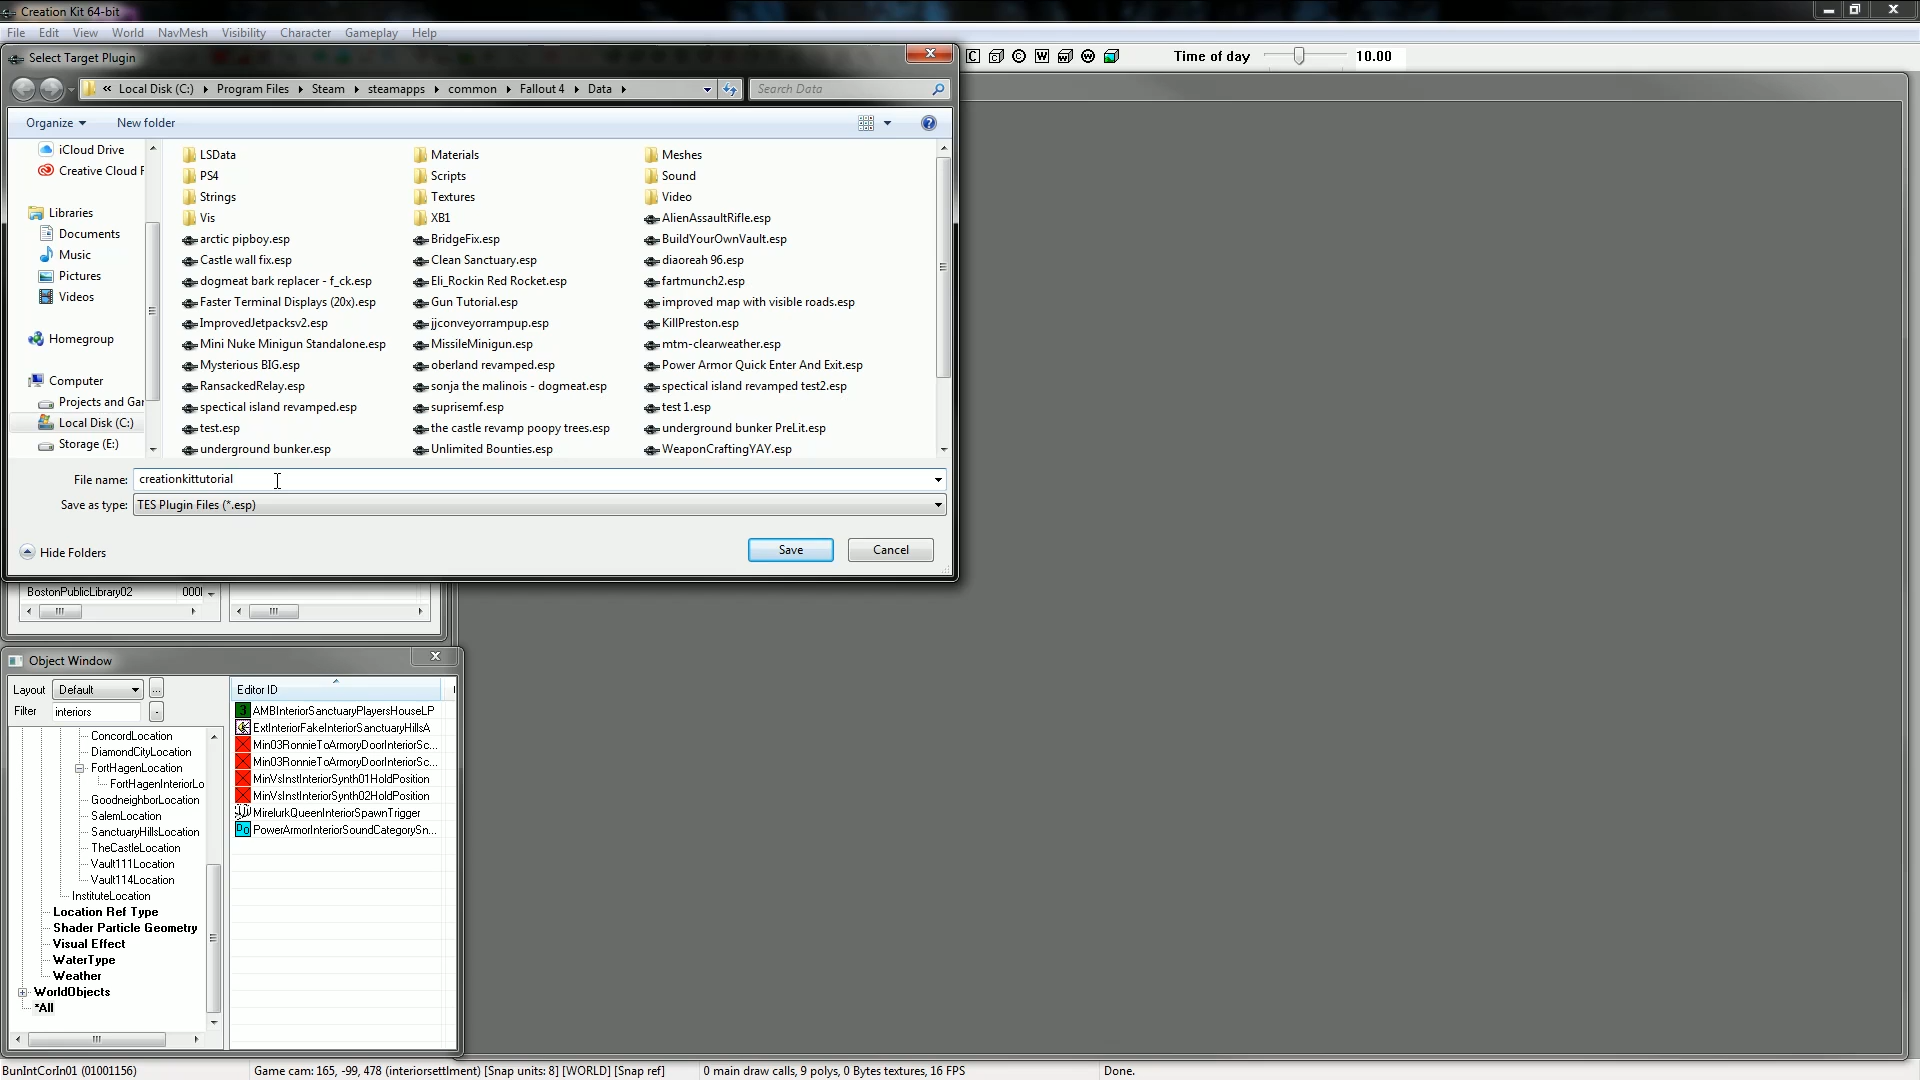 Creation Kit 64-bit
File Edit View World NavMesh Visibility Character Gameplay Help
Select Target Plugin
Time of day 10.00
« Local Disk (C:) Program Files Steam steamapps common Fallout 4 Data
Search Data
Organize New folder
iCloud Drive
Creative Cloud F
Libraries
Documents
Music
Pictures
Videos
Homegroup
Computer
Projects and Gar
Local Disk (C:)
Storage (E:)
LSData Materials Meshes
PS4 Scripts Sound
Strings Textures Video
Vis XB1 AlienAssaultRifle.esp
arctic pipboy.esp BridgeFix.esp BuildYourOwnVault.esp
Castle wall fix.esp Clean Sanctuary.esp diaoreah 96.esp
dogmeat bark replacer - f_ck.esp Eli_Rockin Red Rocket.esp fartmunch2.esp
Faster Terminal Displays (20x).esp Gun Tutorial.esp improved map with visible roads.esp
ImprovedJetpacksv2.esp jjconveyorrampup.esp KillPreston.esp
Mini Nuke Minigun Standalone.esp MissileMinigun.esp mtm-clearweather.esp
Mysterious BIG.esp oberland revamped.esp Power Armor Quick Enter And Exit.esp
RansackedRelay.esp sonja the malinois - dogmeat.esp spectical island revamped test2.esp
spectical island revamped.esp suprisemf.esp test 1.esp
test.esp the castle revamp poopy trees.esp underground bunker PreLit.esp
underground bunker.esp Unlimited Bounties.esp WeaponCraftingYAY.esp
File name: creationkittutorial
Save as type: TES Plugin Files (*.esp)
Hide Folders
Save Cancel
BostonPublicLibrary02 000I
Object Window
Layout Default ...
Filter interiors -
ConcordLocation
DiamondCityLocation
FortHagenLocation
FortHagenInteriorLo
GoodneighborLocation
SalemLocation
SanctuaryHillsLocation
TheCastleLocation
Vault111Location
Vault114Location
InstituteLocation
Location Ref Type
Shader Particle Geometry
Visual Effect
WaterType
Weather
WorldObjects
*All
Editor ID
AMBInteriorSanctuaryPlayersHouseLP
ExtInteriorFakeInteriorSanctuaryHillsA
Min03RonnieToArmoryDoorInteriorSc...
Min03RonnieToArmoryDoorInteriorSc...
MinVsInstInteriorSynth01HoldPosition
MinVsInstInteriorSynth02HoldPosition
MirelurkQueenInteriorSpawnTrigger
PowerArmorInteriorSoundCategorySn...
BunIntCorIn01 (01001156) Game cam: 165, -99, 478 (interiorsettlment) [Snap units: 8] [WORLD] [Snap ref] 0 main draw calls, 9 polys, 0 Bytes textures, 16 FPS Done.